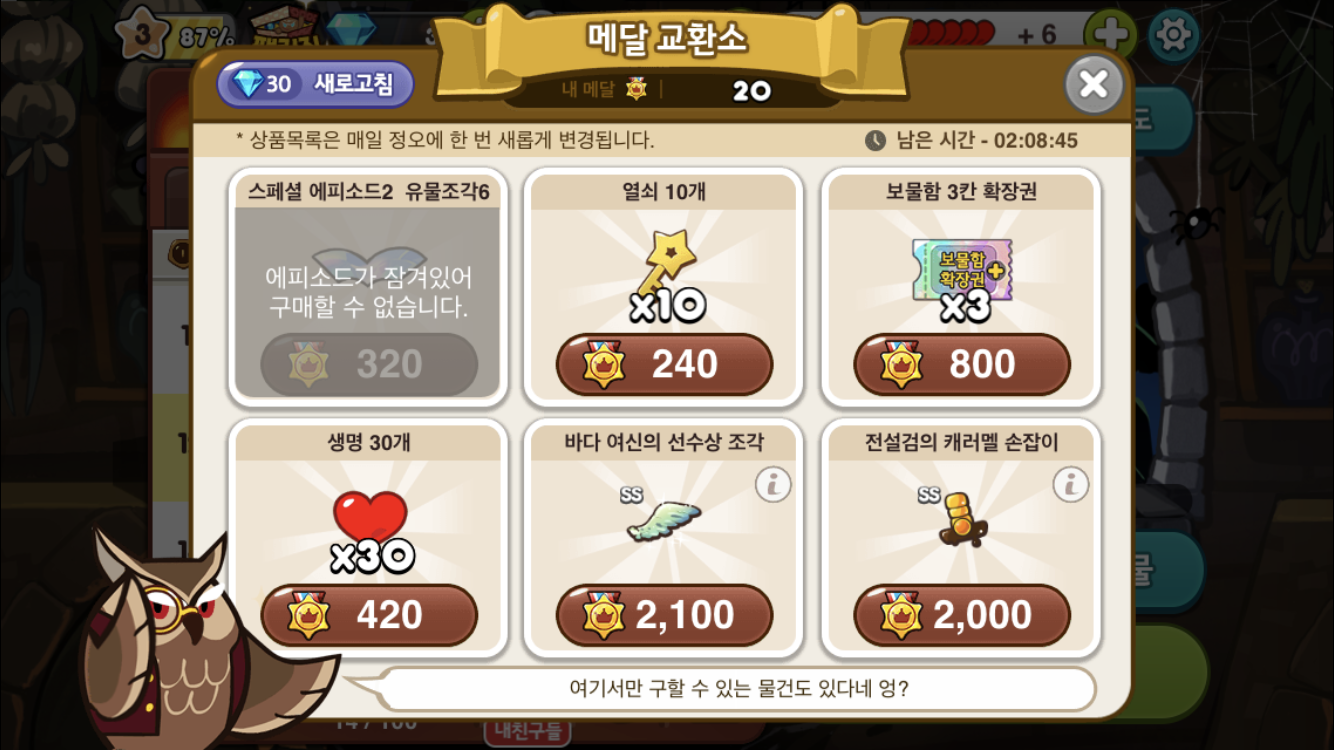 3 87%
+ 6
메달 교환소
30 새로고침
내 메달 20
* 상품목록은 매일 정오에 한 번 새롭게 변경됩니다.
남은 시간 - 02:08:45
스페셜 에피소드2 유물조각6
에피소드가 잠겨있어
구매할 수 없습니다.
320
열쇠 10개
x10
240
보물함 3칸 확장권
보물함
확장권
x3
800
생명 30개
x30
420
바다 여신의 선수상 조각
SS
2,100
전설검의 캐러멜 손잡이
SS
2,000
여기서만 구할 수 있는 물건도 있다네 엉?
내친구들